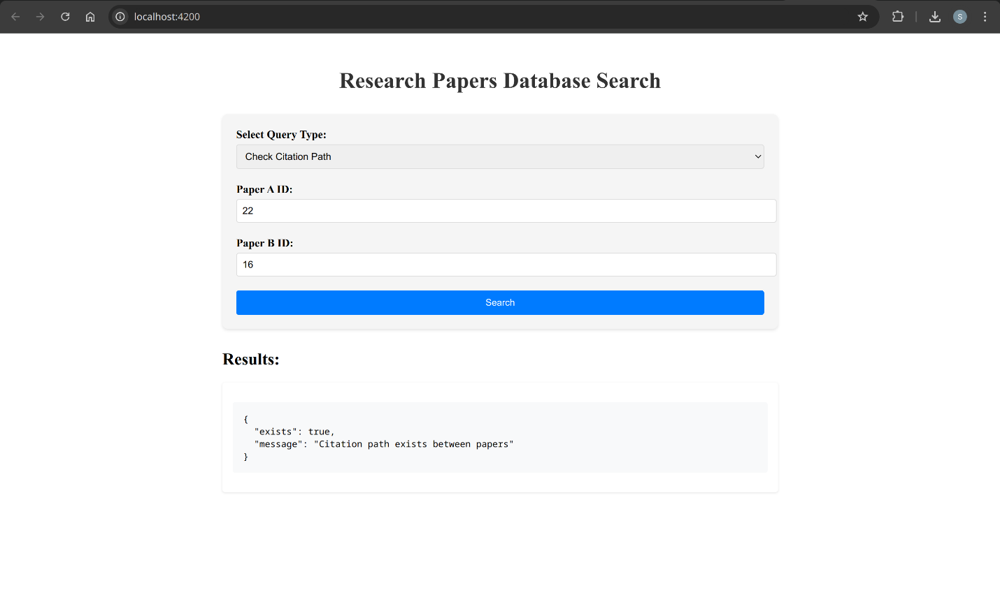 localhost:4200
S
Research Papers Database Search
Select Query Type:
Check Citation Path
Paper A ID:
22
Paper B ID:
16
Search
Results:
{
  "exists": true,
  "message": "Citation path exists between papers"
}